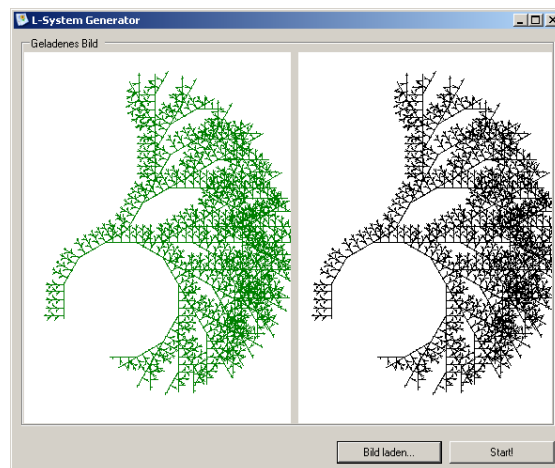 L-System Generator
Geladenes Bild
Bild laden...
Start!